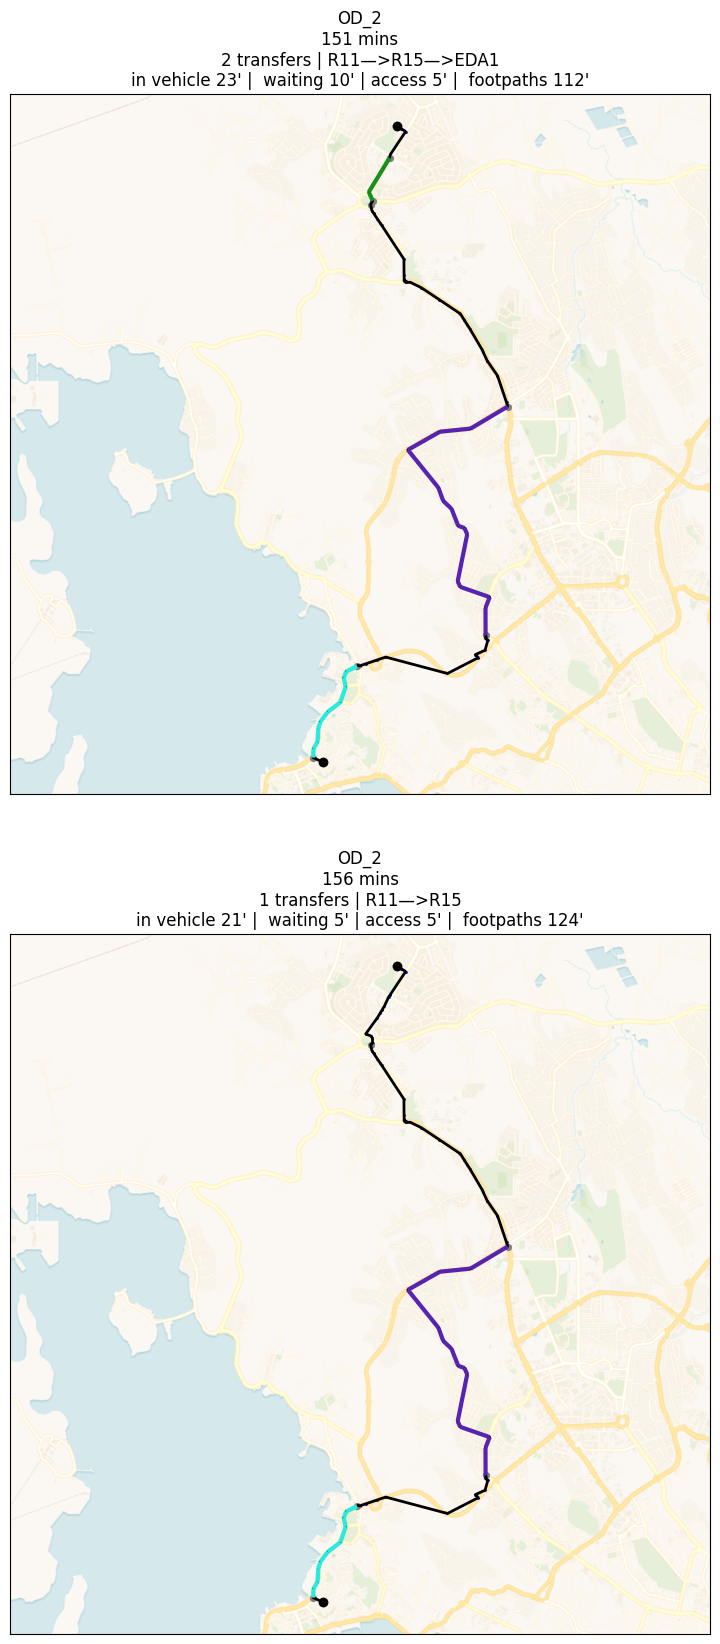 OD_2
151 mins
2 transfers | R11—>R15—>EDA1
in vehicle 23' |  waiting 10' | access 5' |  footpaths 112'
OD_2
156 mins
1 transfers | R11—>R15
in vehicle 21' |  waiting 5' | access 5' |  footpaths 124'